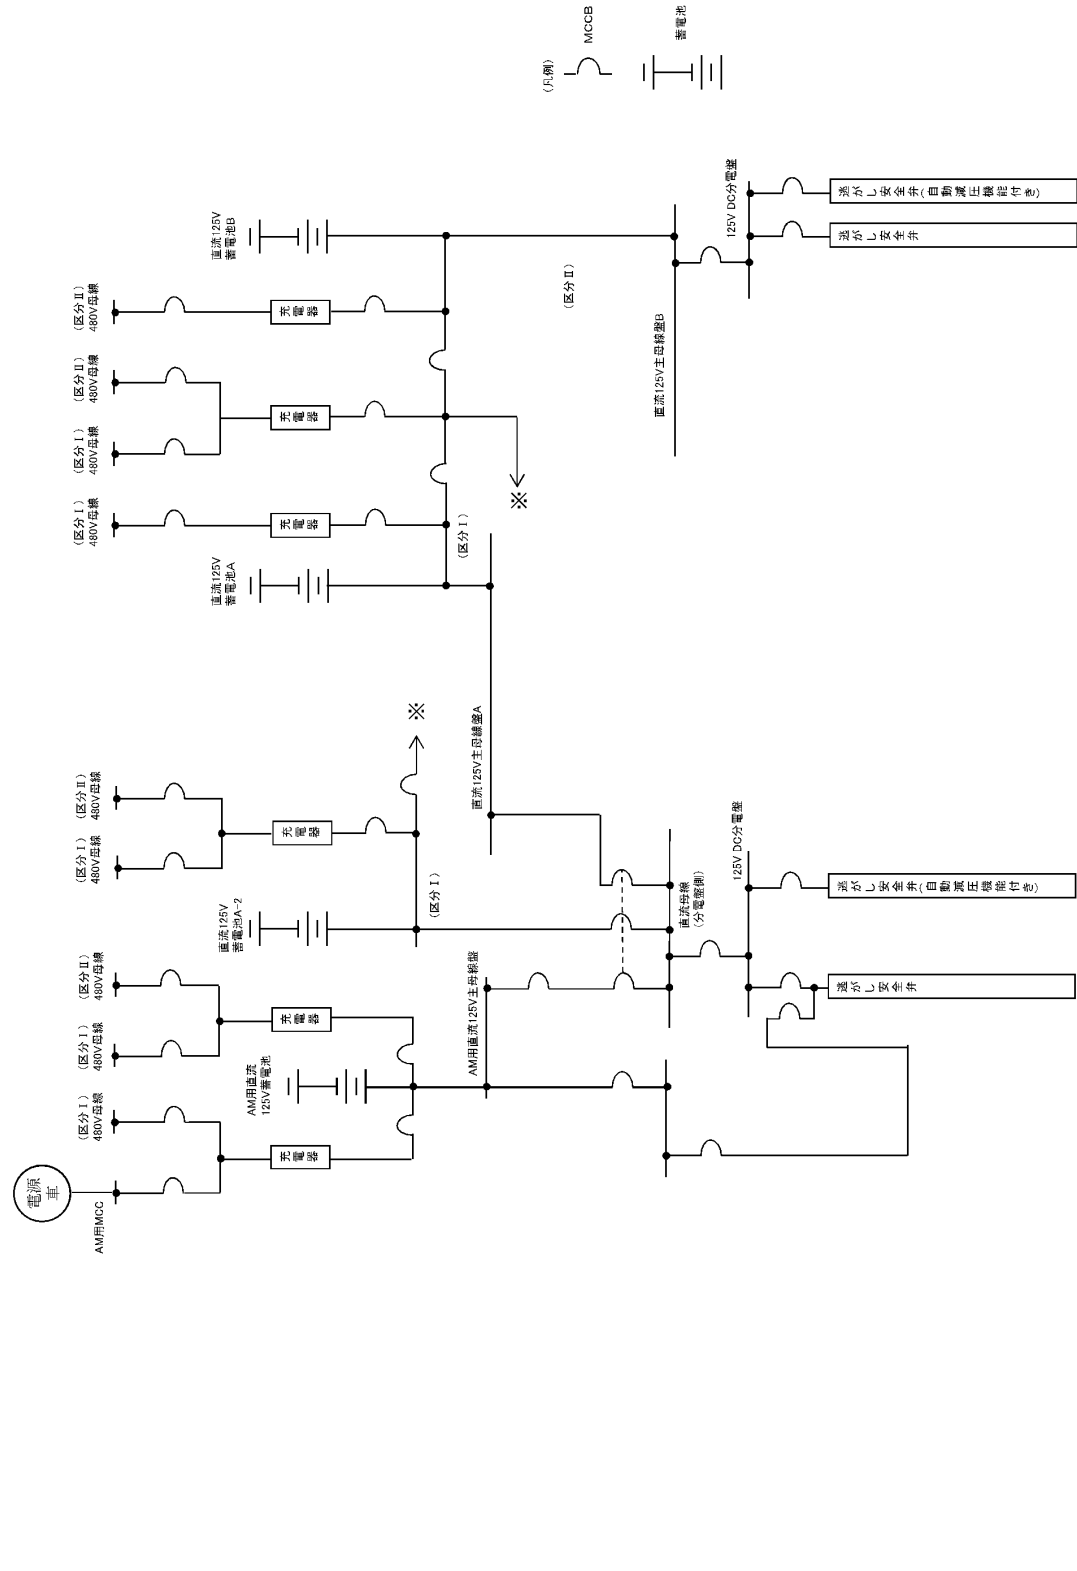 電源
車
AM用MCC
(区分Ⅰ)
480V母線
(区分Ⅰ)
480V母線
(区分Ⅱ)
480V母線
(区分Ⅰ)
480V母線
(区分Ⅱ)
480V母線
(区分Ⅰ)
480V母線
(区分Ⅰ)
480V母線
(区分Ⅱ)
480V母線
(区分Ⅱ)
480V母線
充電器
充電器
充電器
充電器
充電器
充電器
AM用直流
125V蓄電池
直流125V
蓄電池A-2
直流125V
蓄電池A
直流125V
蓄電池B
(区分Ⅰ)
※
※
(区分Ⅰ)
(区分Ⅱ)
AM用直流125V主母線盤
直流125V主母線盤A
直流125V主母線盤B
直流母線
(分電盤側)
125V DC分電盤
125V DC分電盤
逃がし安全弁
逃がし安全弁(自動減圧機能付き)
逃がし安全弁
逃がし安全弁(自動減圧機能付き)
(凡例)
MCCB
蓄電池